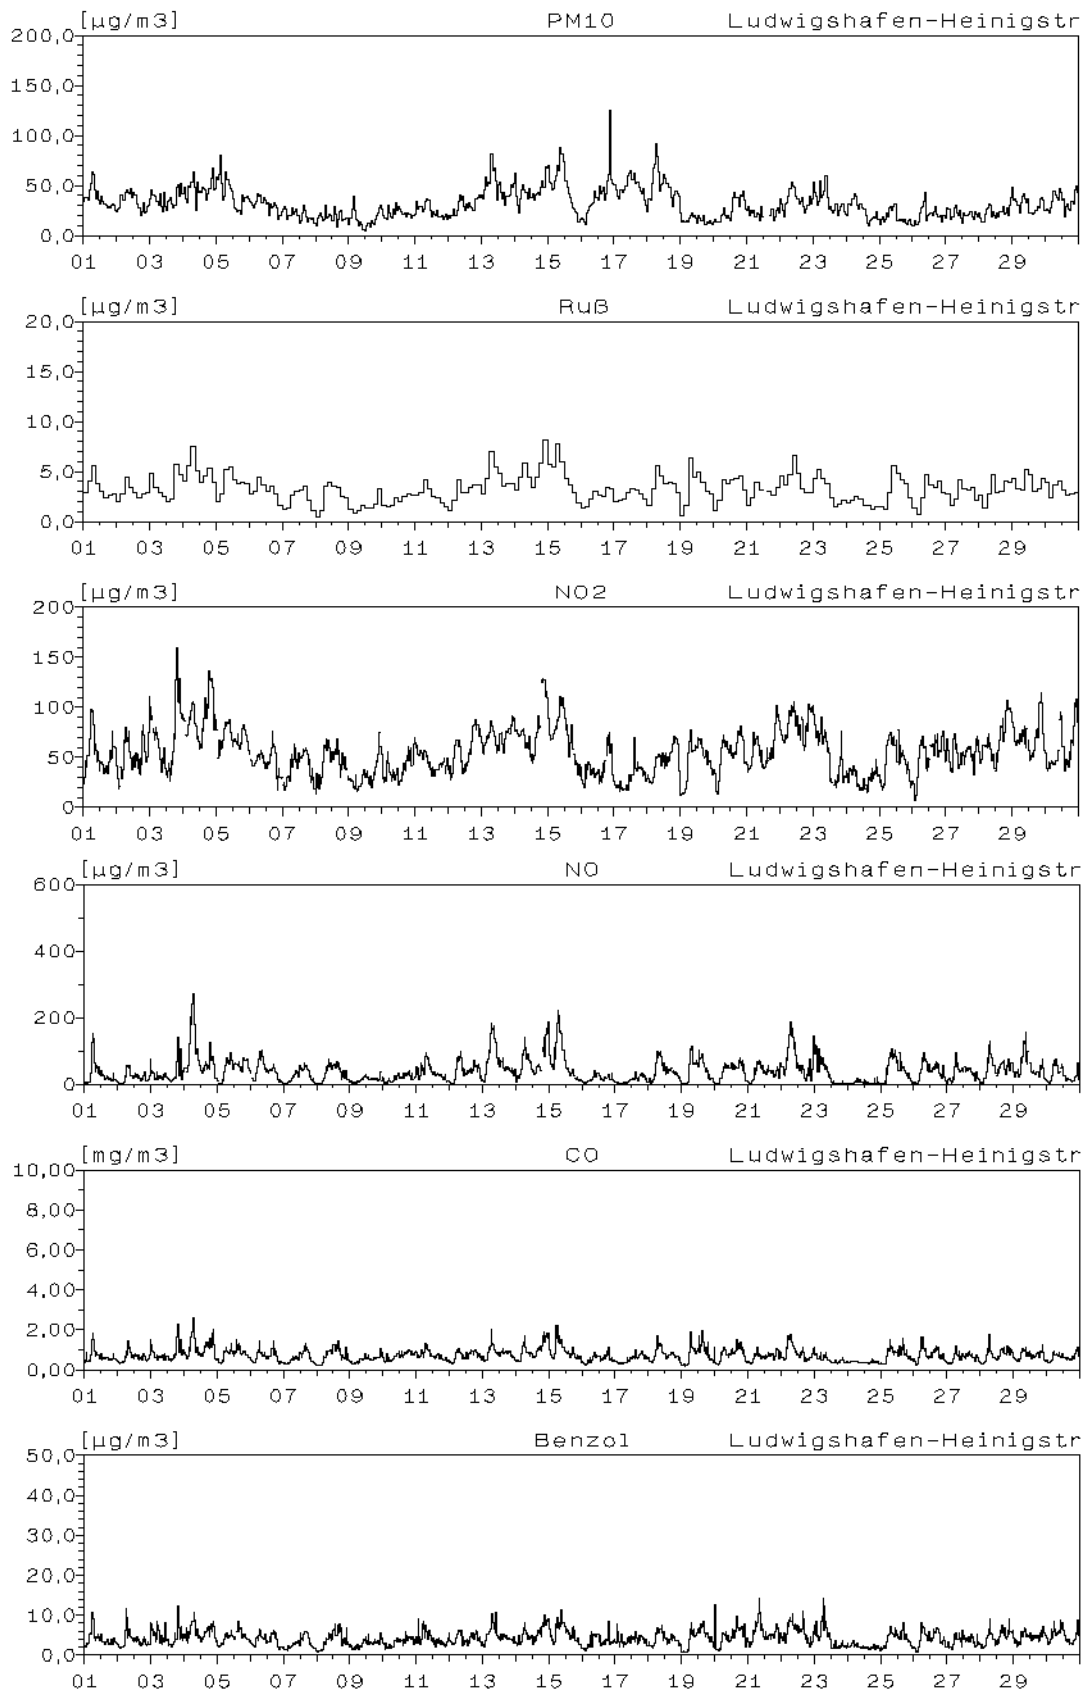 [µg/m3] PM10 Ludwigshafen-Heinigstr
200,0
150,0
100,0
50,0
0,0
01 03 05 07 09 11 13 15 17 19 21 23 25 27 29
[µg/m3] Ruß Ludwigshafen-Heinigstr
20,0
15,0
10,0
5,0
0,0
01 03 05 07 09 11 13 15 17 19 21 23 25 27 29
[µg/m3] NO2 Ludwigshafen-Heinigstr
200
150
100
50
0
01 03 05 07 09 11 13 15 17 19 21 23 25 27 29
[µg/m3] NO Ludwigshafen-Heinigstr
600
400
200
0
01 03 05 07 09 11 13 15 17 19 21 23 25 27 29
[mg/m3] CO Ludwigshafen-Heinigstr
10,00
8,00
6,00
4,00
2,00
0,00
01 03 05 07 09 11 13 15 17 19 21 23 25 27 29
[µg/m3] Benzol Ludwigshafen-Heinigstr
50,0
40,0
30,0
20,0
10,0
0,0
01 03 05 07 09 11 13 15 17 19 21 23 25 27 29